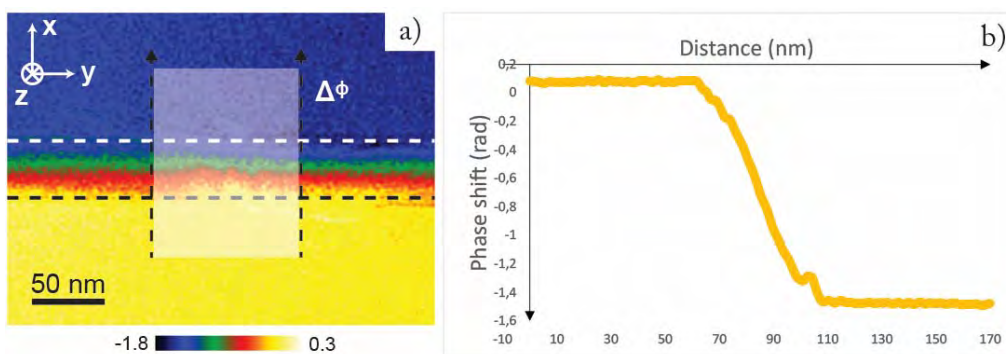 a)
x
y
z
Δϕ
50 nm
-1.8 0.3
b)
Distance (nm)
Phase shift (rad)
0,2
0
-0,2
-0,4
-0,6
-0,8
-1
-1,2
-1,4
-1,6
-10 10 30 50 70 90 110 130 150 170